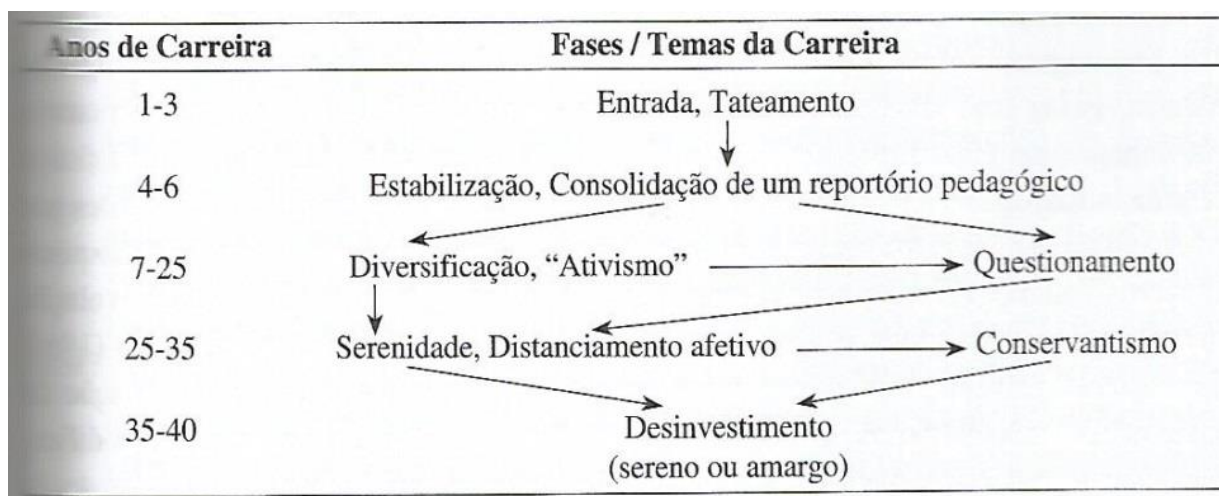 Anos de Carreira Fases / Temas da Carreira
1-3 Entrada, Tateamento
4-6 Estabilização, Consolidação de um reportório pedagógico
7-25 Diversificação, “Ativismo” Questionamento
25-35 Serenidade, Distanciamento afetivo Conservantismo
35-40 Desinvestimento
(sereno ou amargo)